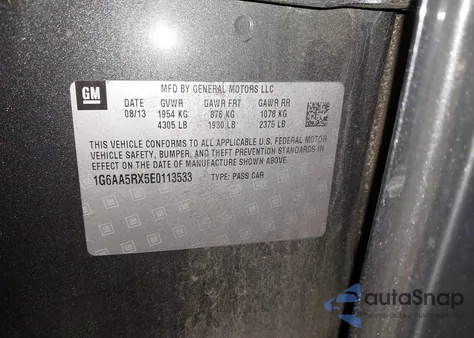 GM
MFD BY GENERAL MOTORS LLC
DATE GVWR GAWR FRT GAWR RR
08/13 1954 KG 876 KG 1078 KG
4305 LB 1930 LB 2375 LB
THIS VEHICLE CONFORMS TO ALL APPLICABLE U.S. FEDERAL MOTOR
VEHICLE SAFETY, BUMPER, AND THEFT PREVENTION STANDARDS IN
EFFECT ON THE DATE OF MANUFACTURE SHOWN ABOVE.
1G6AA5RX5E0113533 TYPE: PASS CAR
autaSnap